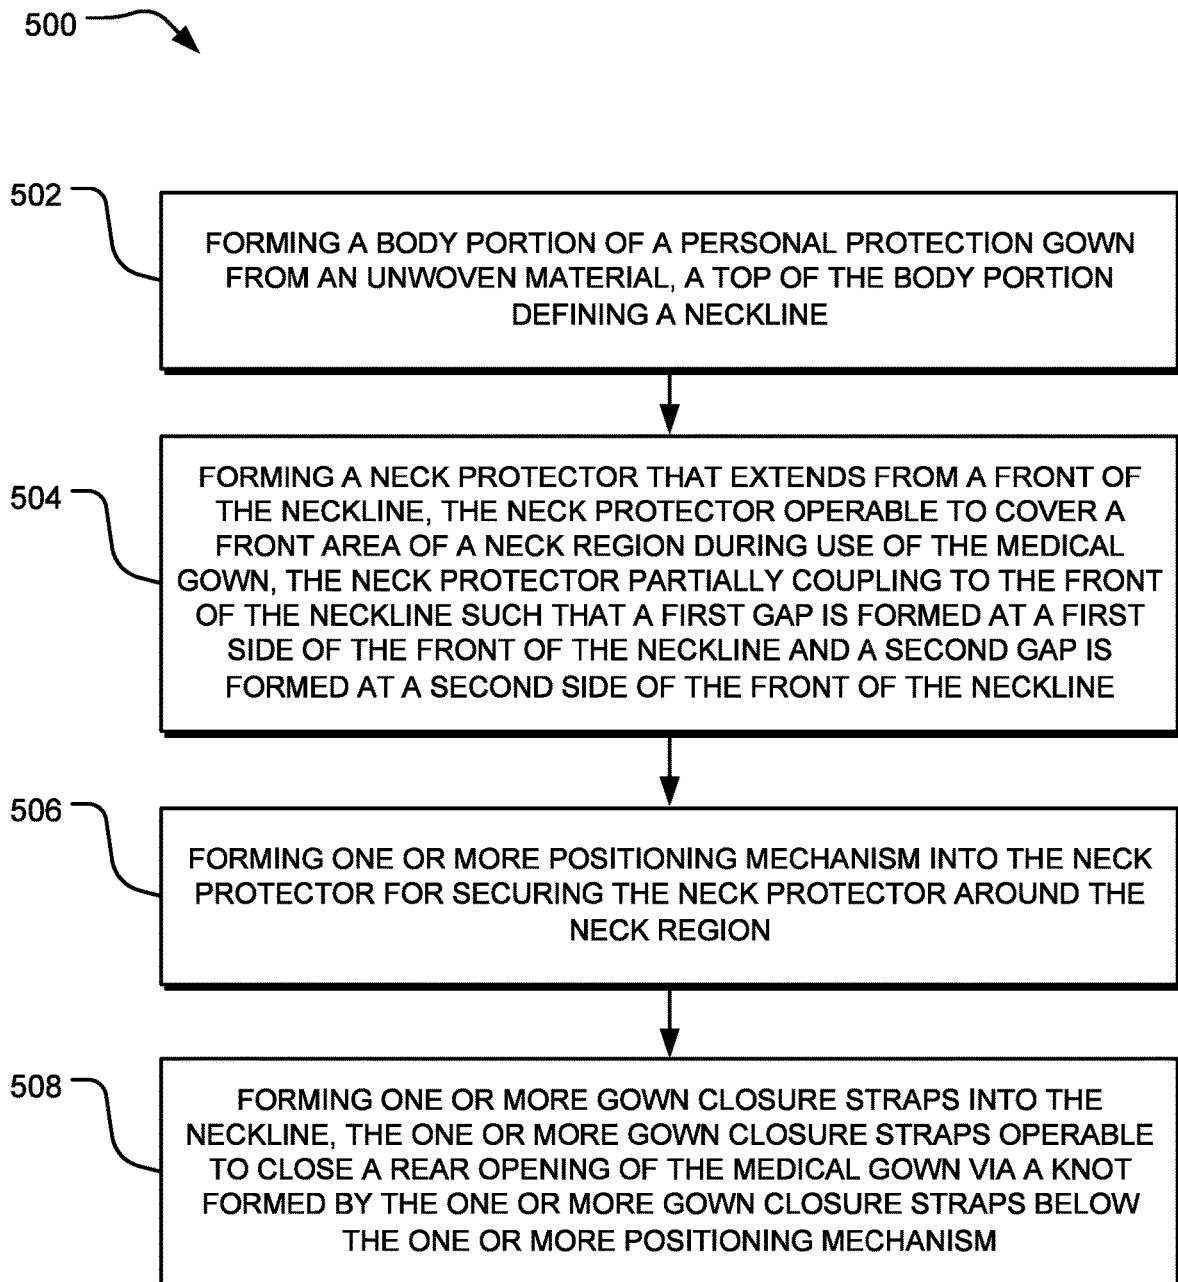 500
502
FORMING A BODY PORTION OF A PERSONAL PROTECTION GOWN
FROM AN UNWOVEN MATERIAL, A TOP OF THE BODY PORTION
DEFINING A NECKLINE
504
FORMING A NECK PROTECTOR THAT EXTENDS FROM A FRONT OF
THE NECKLINE, THE NECK PROTECTOR OPERABLE TO COVER A
FRONT AREA OF A NECK REGION DURING USE OF THE MEDICAL
GOWN, THE NECK PROTECTOR PARTIALLY COUPLING TO THE FRONT
OF THE NECKLINE SUCH THAT A FIRST GAP IS FORMED AT A FIRST
SIDE OF THE FRONT OF THE NECKLINE AND A SECOND GAP IS
FORMED AT A SECOND SIDE OF THE FRONT OF THE NECKLINE
506
FORMING ONE OR MORE POSITIONING MECHANISM INTO THE NECK
PROTECTOR FOR SECURING THE NECK PROTECTOR AROUND THE
NECK REGION
508
FORMING ONE OR MORE GOWN CLOSURE STRAPS INTO THE
NECKLINE, THE ONE OR MORE GOWN CLOSURE STRAPS OPERABLE
TO CLOSE A REAR OPENING OF THE MEDICAL GOWN VIA A KNOT
FORMED BY THE ONE OR MORE GOWN CLOSURE STRAPS BELOW
THE ONE OR MORE POSITIONING MECHANISM